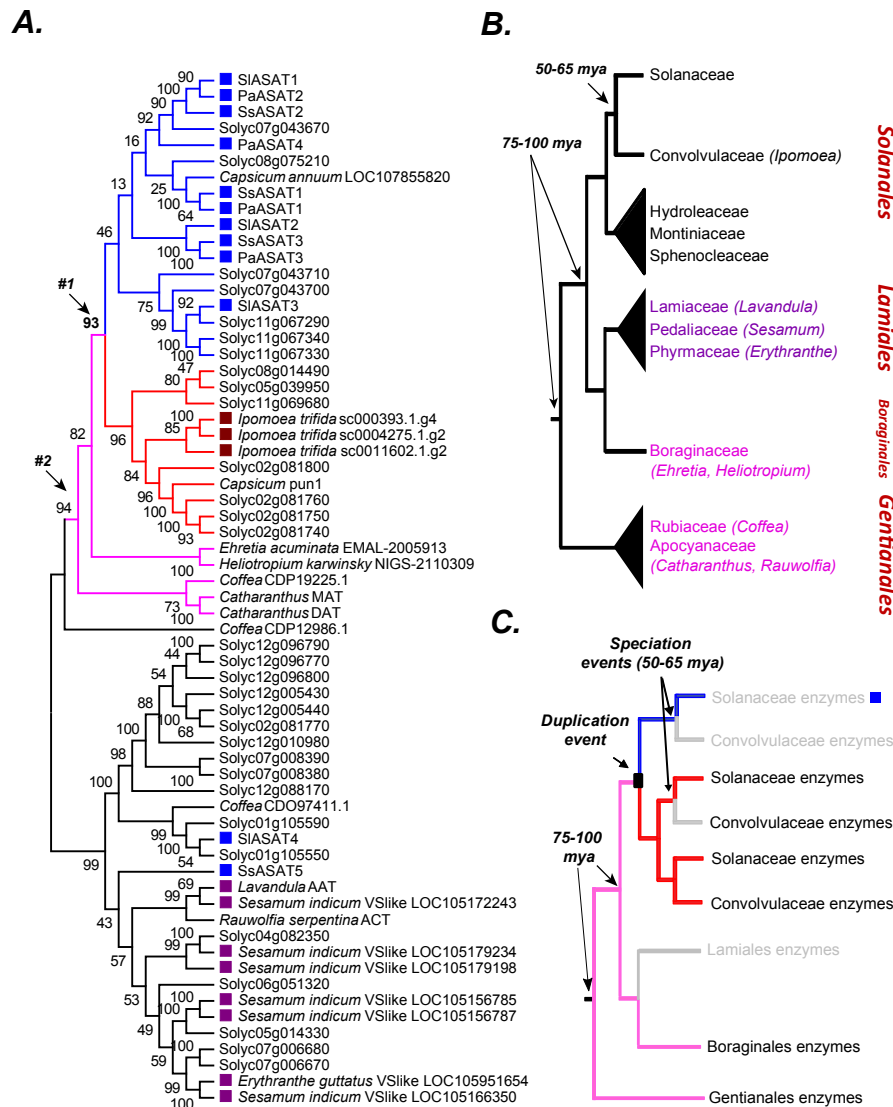 A.
90
SlASAT1
100
PaASAT2
90
SsASAT2
92
Solyc07g043670
16
PaASAT4
Solyc08g075210
13
Capsicum annuum LOC107855820
25
SsASAT1
100
PaASAT1
46
64
SlASAT2
SsASAT3
100
PaASAT3
100
Solyc07g043710
#1
Solyc07g043700
75
92
SlASAT3
93
99
Solyc11g067290
100
Solyc11g067340
100
Solyc11g067330
47
Solyc08g014490
80
Solyc05g039950
Solyc11g069680
100
Ipomoea trifida sc000393.1.g4
82
85
Ipomoea trifida sc0004275.1.g2
96
Ipomoea trifida sc0011602.1.g2
#2
84
Solyc02g081800
96
Capsicum pun1
100
Solyc02g081760
94
100
Solyc02g081750
93
Solyc02g081740
Ehretia acuminata EMAL-2005913
100
Heliotropium karwinsky NIGS-2110309
Coffea CDP19225.1
73
Catharanthus MAT
100
Catharanthus DAT
Coffea CDP12986.1
100
Solyc12g096790
44
Solyc12g096770
54
Solyc12g096800
88
Solyc12g005430
100
Solyc12g005440
100
68
Solyc02g081770
98
Solyc12g010980
100
Solyc07g008390
100
Solyc07g008380
Solyc12g088170
Coffea CDO97411.1
100
Solyc01g105590
99
SlASAT4
100
Solyc01g105550
99
54
SsASAT5
69
Lavandula AAT
43
99
Sesamum indicum VSlike LOC105172243
Rauwolfia serpentina ACT
57
100
Solyc04g082350
99
Sesamum indicum VSlike LOC105179234
100
Sesamum indicum VSlike LOC105179198
53
Solyc06g051320
100
Sesamum indicum VSlike LOC105156785
49
100
Sesamum indicum VSlike LOC105156787
Solyc05g014330
59
100
Solyc07g006680
Solyc07g006670
99
Erythranthe guttatus VSlike LOC105951654
100
Sesamum indicum VSlike LOC105166350
B.
50-65 mya
Solanaceae
75-100 mya
Convolvulaceae (Ipomoea)
Hydroleaceae
Montiniaceae
Sphenocleaceae
Solanales
Lamiaceae (Lavandula)
Pedaliaceae (Sesamum)
Phyrmaceae (Erythranthe)
Lamiales
Boraginaceae
(Ehretia, Heliotropium)
Boraginales
Rubiaceae (Coffea)
Apocyanaceae
(Catharanthus, Rauwolfia)
Gentianales
C.
Speciation
events (50-65 mya)
Solanaceae enzymes
Duplication
event
Convolvulaceae enzymes
Solanaceae enzymes
Convolvulaceae enzymes
75-100
mya
Solanaceae enzymes
Convolvulaceae enzymes
Lamiales enzymes
Boraginales enzymes
Gentianales enzymes